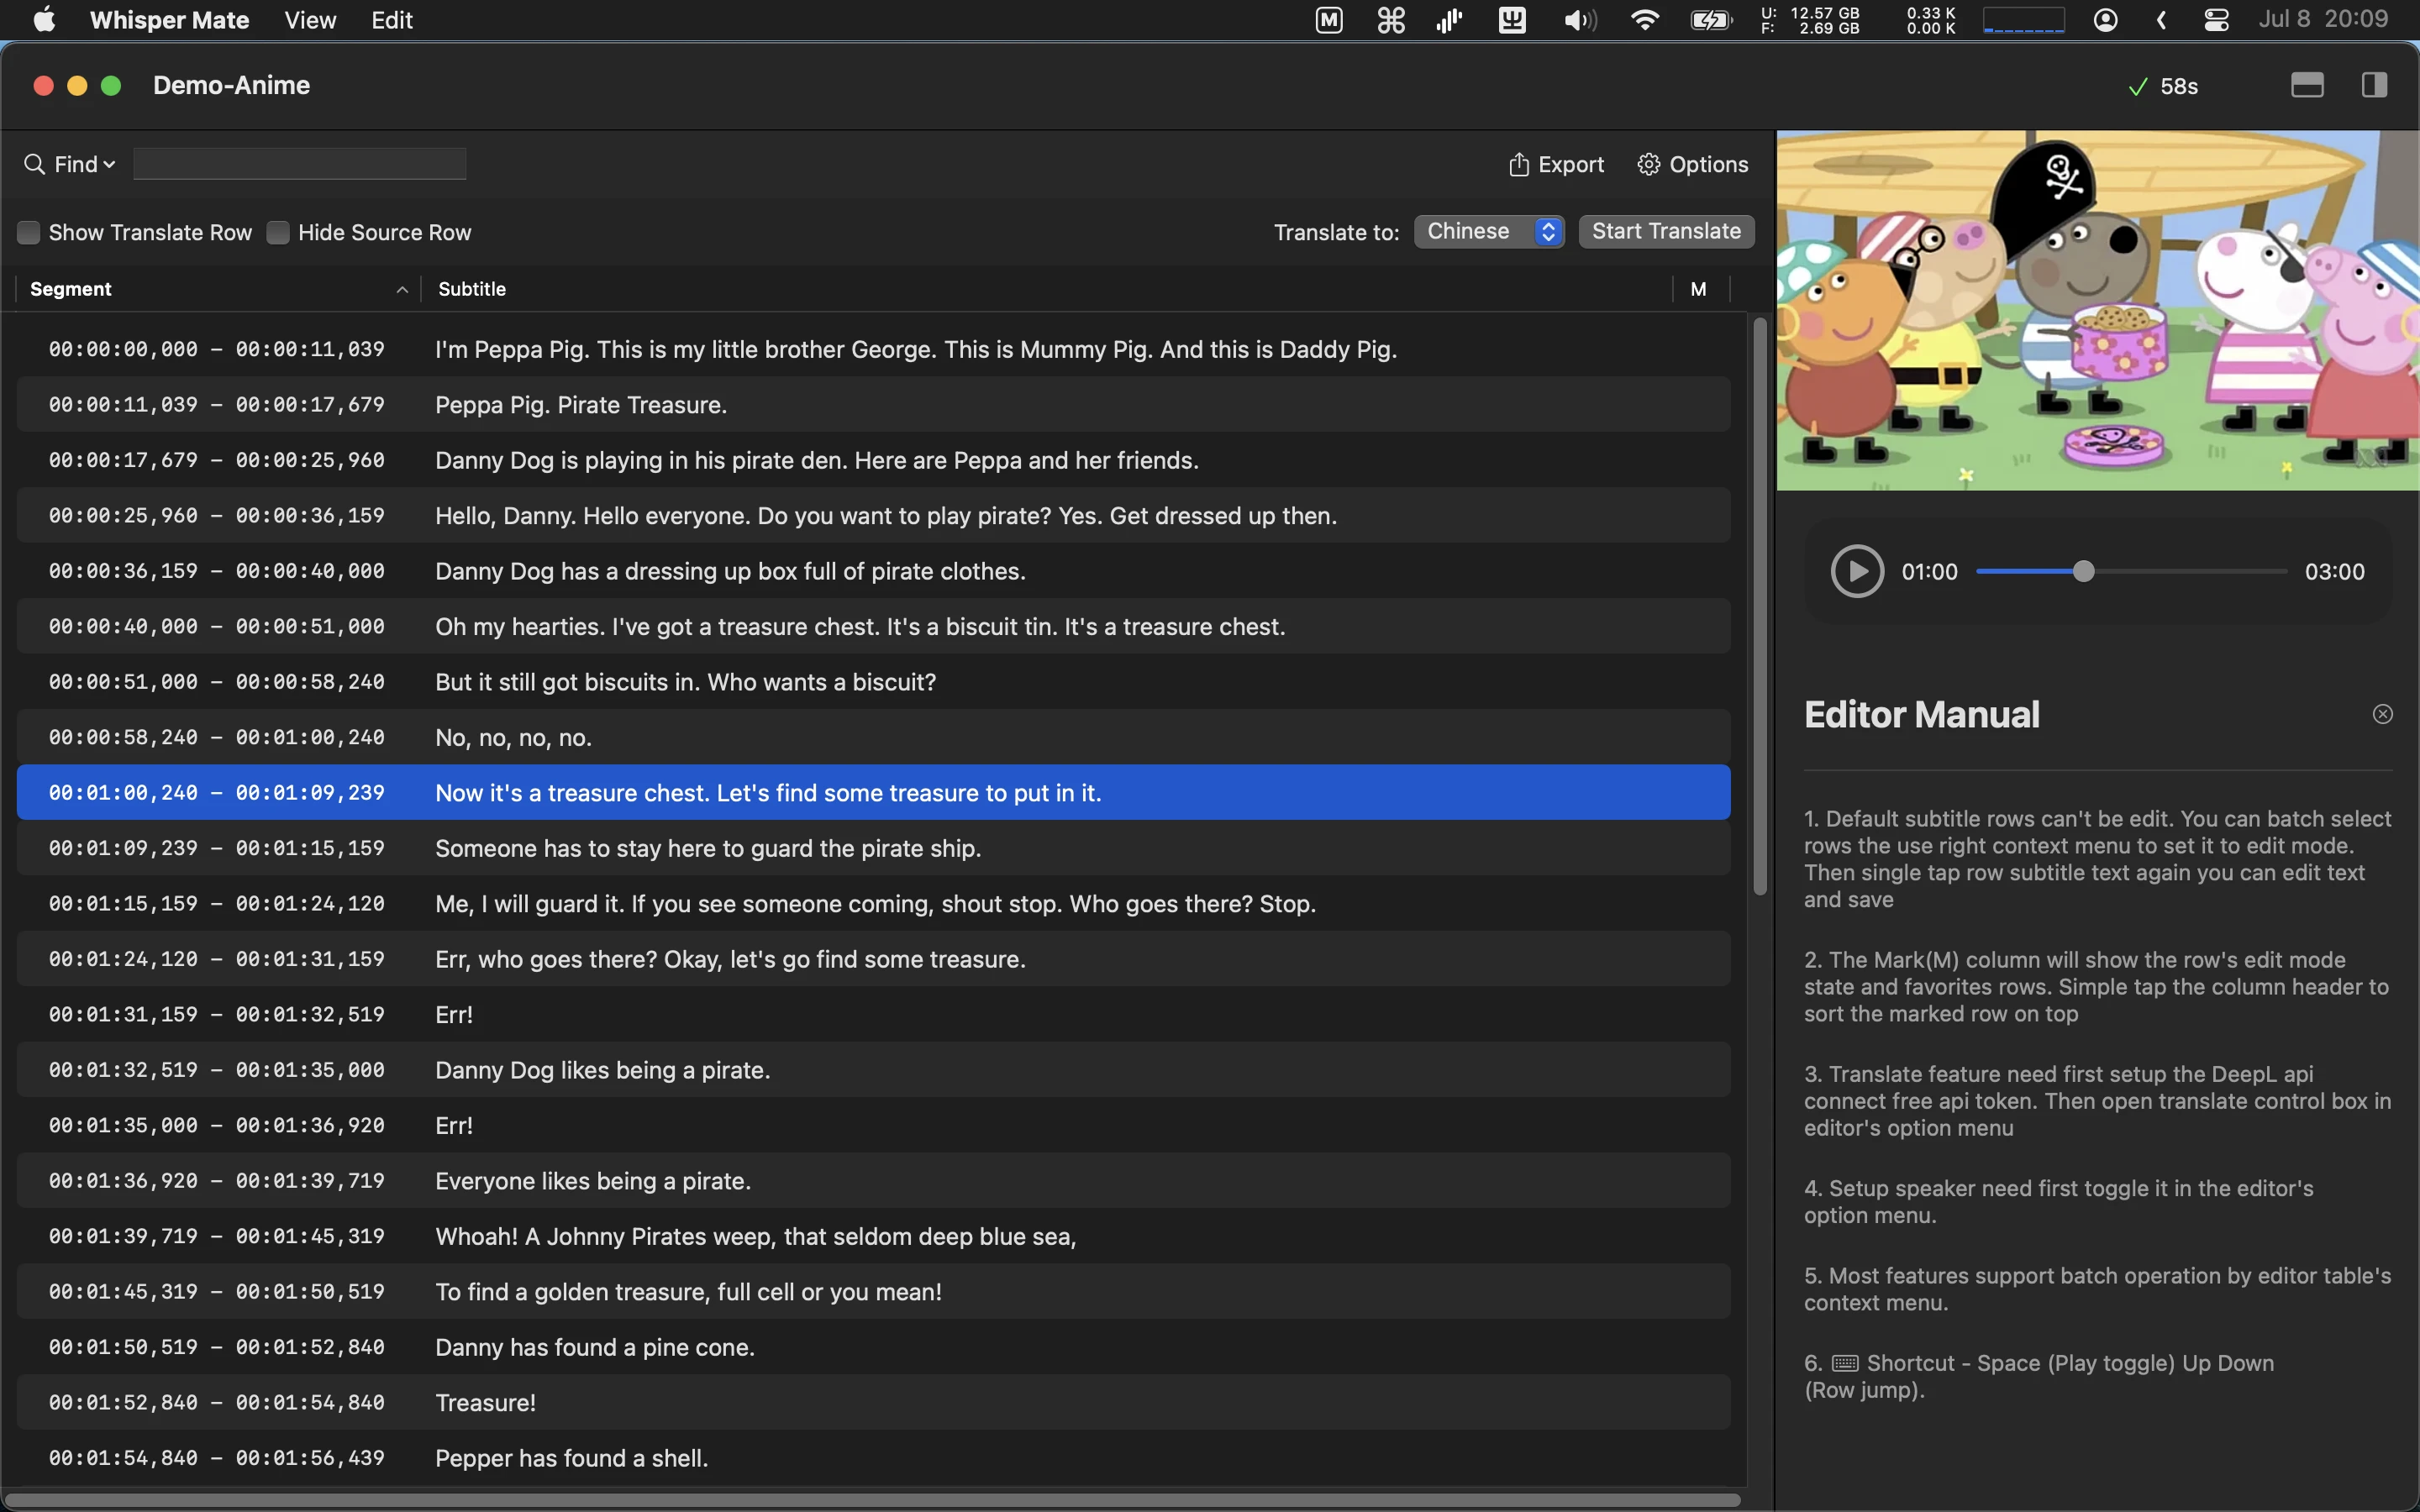 Whisper Mate View Edit U: 12.57 GB 0.33 K Jul 8 20:09
F: 2.69 GB 0.00 K
Demo-Anime 58s
Find Export Options
Show Translate Row Hide Source Row Translate to: Chinese Start Translate
Segment Subtitle M
00:00:00,000 – 00:00:11,039 I'm Peppa Pig. This is my little brother George. This is Mummy Pig. And this is Daddy Pig.
00:00:11,039 – 00:00:17,679 Peppa Pig. Pirate Treasure.
00:00:17,679 – 00:00:25,960 Danny Dog is playing in his pirate den. Here are Peppa and her friends.
00:00:25,960 – 00:00:36,159 Hello, Danny. Hello everyone. Do you want to play pirate? Yes. Get dressed up then.
00:00:36,159 – 00:00:40,000 Danny Dog has a dressing up box full of pirate clothes.
00:00:40,000 – 00:00:51,000 Oh my hearties. I've got a treasure chest. It's a biscuit tin. It's a treasure chest.
00:00:51,000 – 00:00:58,240 But it still got biscuits in. Who wants a biscuit?
00:00:58,240 – 00:01:00,240 No, no, no, no.
00:01:00,240 – 00:01:09,239 Now it's a treasure chest. Let's find some treasure to put in it.
00:01:09,239 – 00:01:15,159 Someone has to stay here to guard the pirate ship.
00:01:15,159 – 00:01:24,120 Me, I will guard it. If you see someone coming, shout stop. Who goes there? Stop.
00:01:24,120 – 00:01:31,159 Err, who goes there? Okay, let's go find some treasure.
00:01:31,159 – 00:01:32,519 Err!
00:01:32,519 – 00:01:35,000 Danny Dog likes being a pirate.
00:01:35,000 – 00:01:36,920 Err!
00:01:36,920 – 00:01:39,719 Everyone likes being a pirate.
00:01:39,719 – 00:01:45,319 Whoah! A Johnny Pirates weep, that seldom deep blue sea,
00:01:45,319 – 00:01:50,519 To find a golden treasure, full cell or you mean!
00:01:50,519 – 00:01:52,840 Danny has found a pine cone.
00:01:52,840 – 00:01:54,840 Treasure!
00:01:54,840 – 00:01:56,439 Pepper has found a shell.
01:00 03:00
Editor Manual
1. Default subtitle rows can't be edit. You can batch select
rows the use right context menu to set it to edit mode.
Then single tap row subtitle text again you can edit text
and save
2. The Mark(M) column will show the row's edit mode
state and favorites rows. Simple tap the column header to
sort the marked row on top
3. Translate feature need first setup the DeepL api
connect free api token. Then open translate control box in
editor's option menu
4. Setup speaker need first toggle it in the editor's
option menu.
5. Most features support batch operation by editor table's
context menu.
6. Shortcut - Space (Play toggle) Up Down
(Row jump).